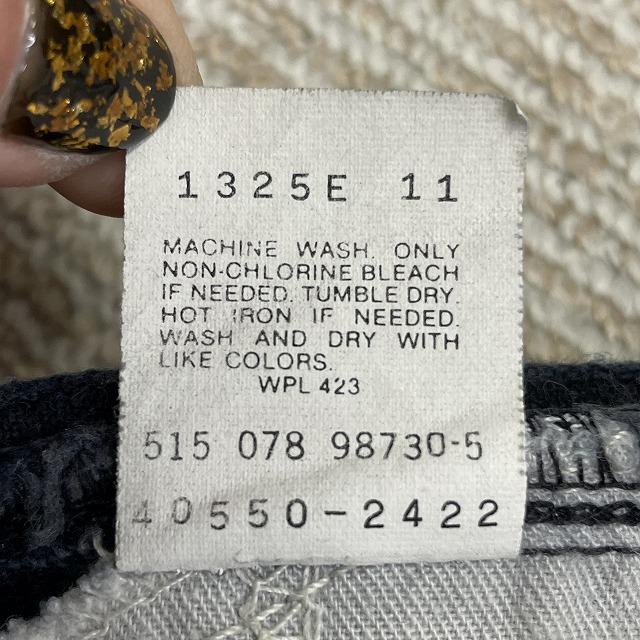 1325E 11
MACHINE WASH. ONLY
NON-CHLORINE BLEACH
IF NEEDED. TUMBLE DRY.
HOT IRON IF NEEDED.
WASH AND DRY WITH
LIKE COLORS.
WPL 423
515 078 98730-5
40550-2422